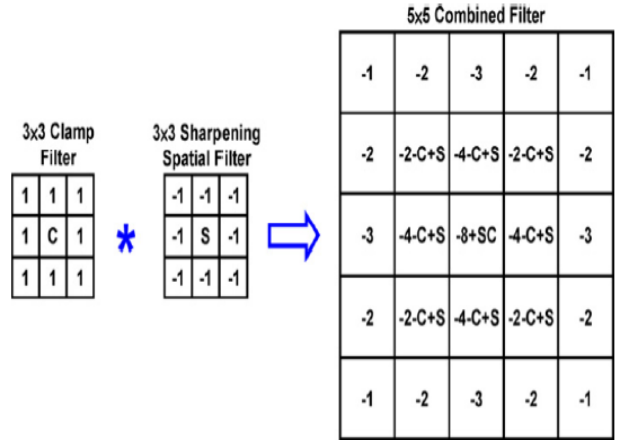 5x5 Combined Filter
3x3 Clamp
Filter
3x3 Sharpening
Spatial Filter
1 1 1
1 C 1
1 1 1
*
-1 -1 -1
-1 S -1
-1 -1 -1
-1 -2 -3 -2 -1
-2 -2-C+S -4-C+S -2-C+S -2
-3 -4-C+S -8+SC -4-C+S -3
-2 -2-C+S -4-C+S -2-C+S -2
-1 -2 -3 -2 -1